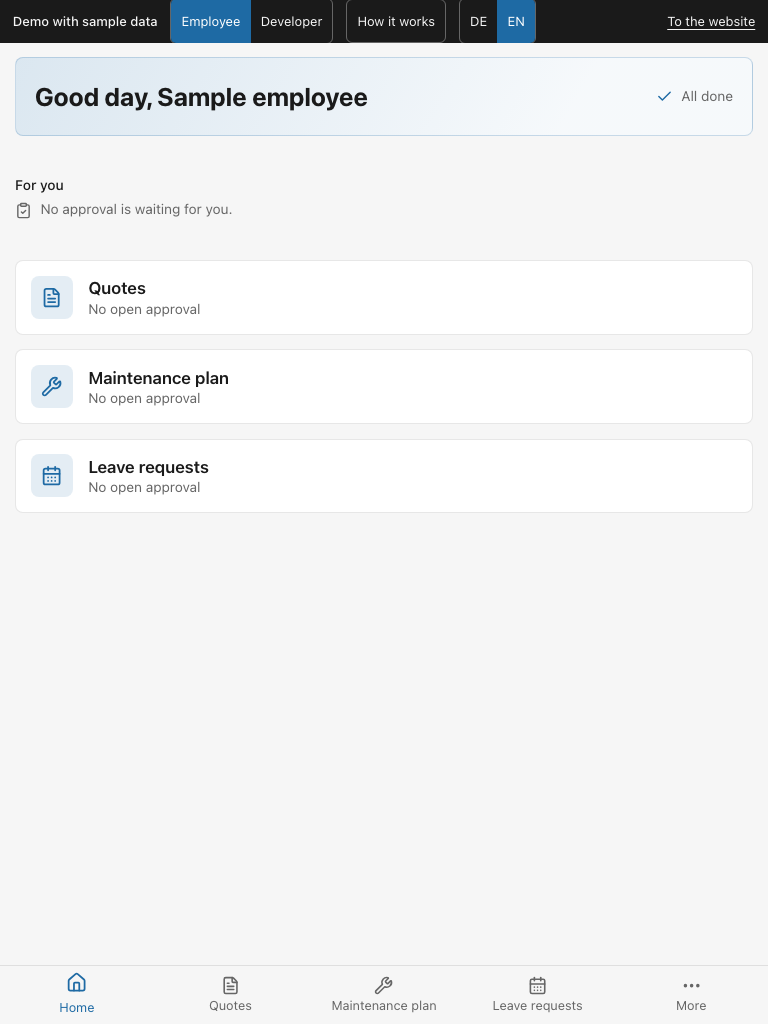 Demo with sample data
Employee
Developer
How it works
DE
EN
To the website
Good day, Sample employee
All done
For you
No approval is waiting for you.
Quotes
No open approval
Maintenance plan
No open approval
Leave requests
No open approval
Home
Quotes
Maintenance plan
Leave requests
More